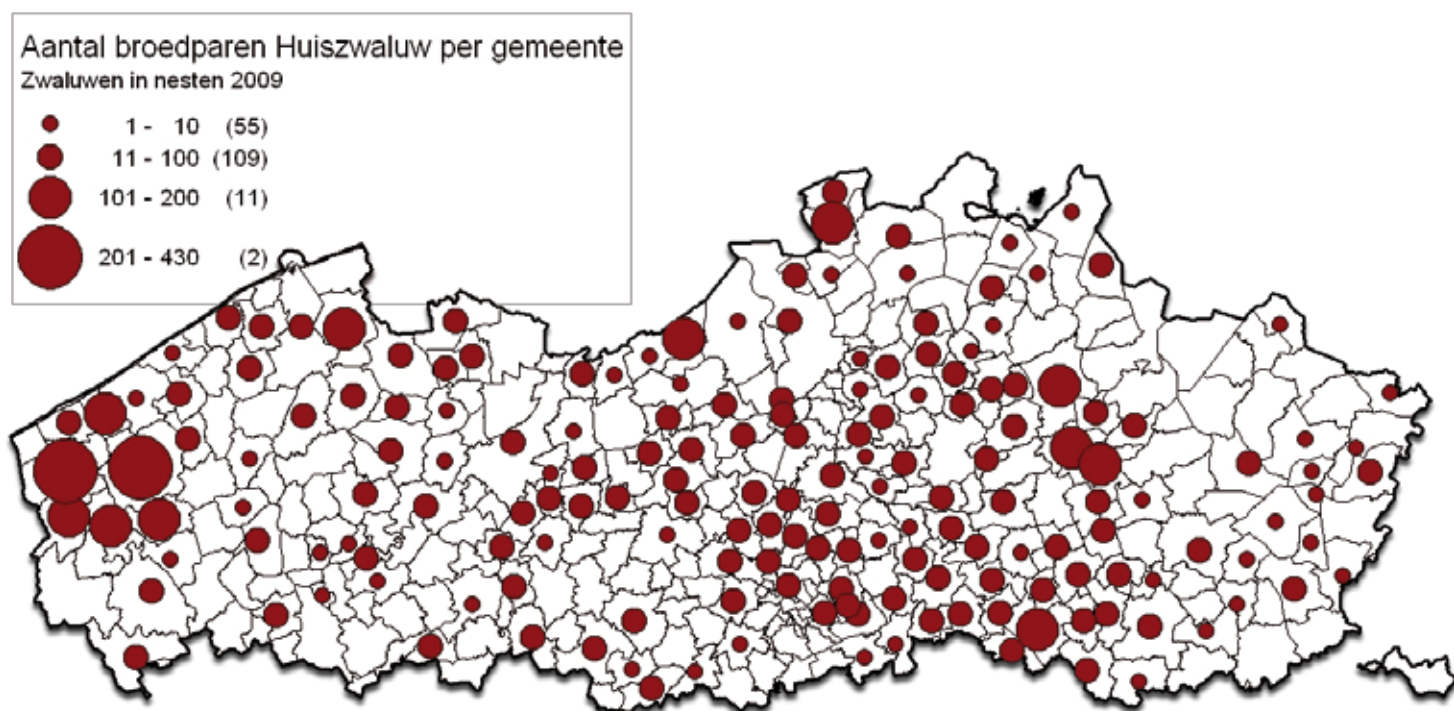 Aantal broedparen Huiszwaluw per gemeente
Zwaluwen in nesten 2009
1 - 10 (55)
11 - 100 (109)
101 - 200 (11)
201 - 430 (2)